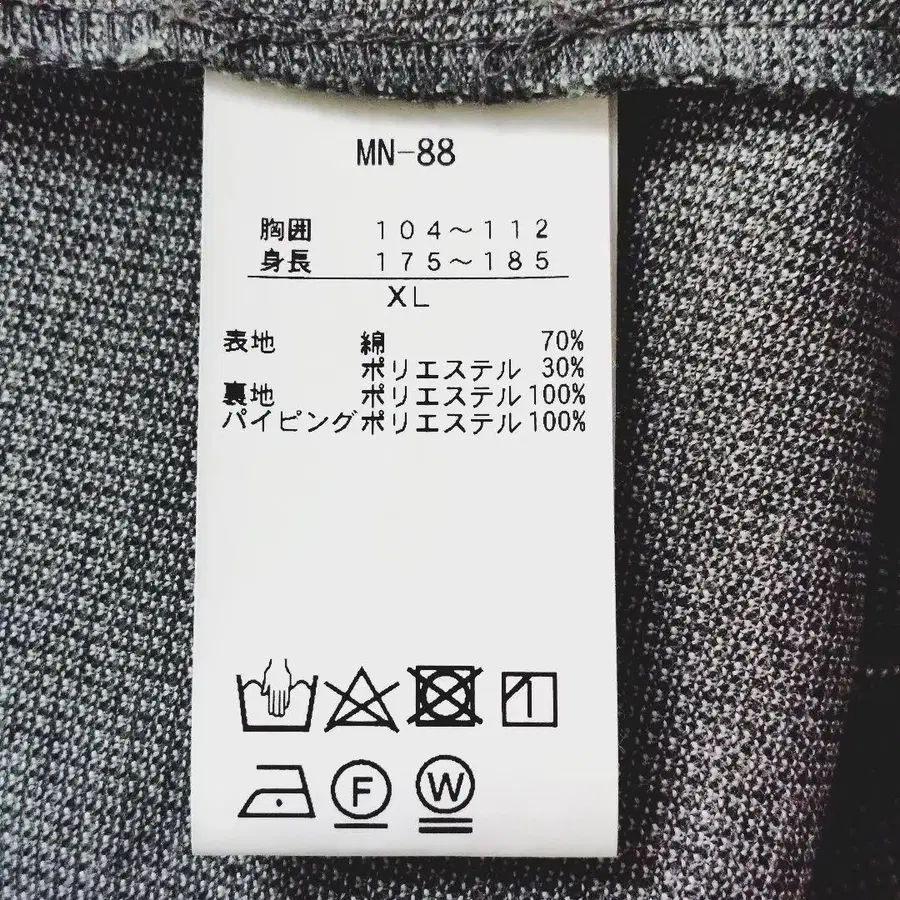 MN-88
胸囲 104～112
身長 175～185
XL
表地 綿 70%
ポリエステル 30%
裏地 ポリエステル 100%
パイピング ポリエステル 100%
F W